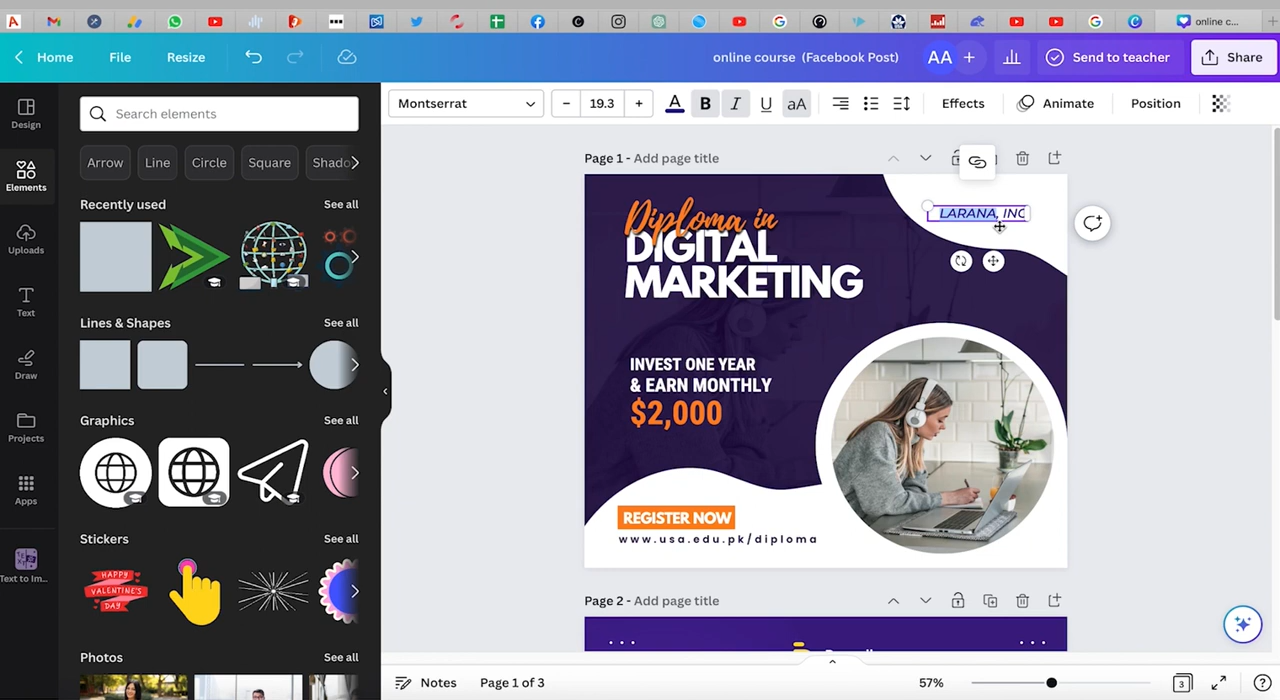 online c...
Home
File
Resize
online course (Facebook Post)
AA
Send to teacher
Share
Design
Elements
Uploads
Text
Draw
Projects
Apps
Text to Im...
Search elements
Arrow
Line
Circle
Square
Shado
Recently used
See all
Lines & Shapes
See all
Graphics
See all
Stickers
See all
HAPPY
VALENTINE'S
DAY
Photos
See all
Montserrat
19.3
A
B
I
U
aA
Effects
Animate
Position
Page 1 - Add page title
Diploma in
DIGITAL
MARKETING
LARANA, INC
INVEST ONE YEAR
& EARN MONTHLY
$2,000
REGISTER NOW
www.usa.edu.pk/diploma
Page 2 - Add page title
Notes
Page 1 of 3
57%
3